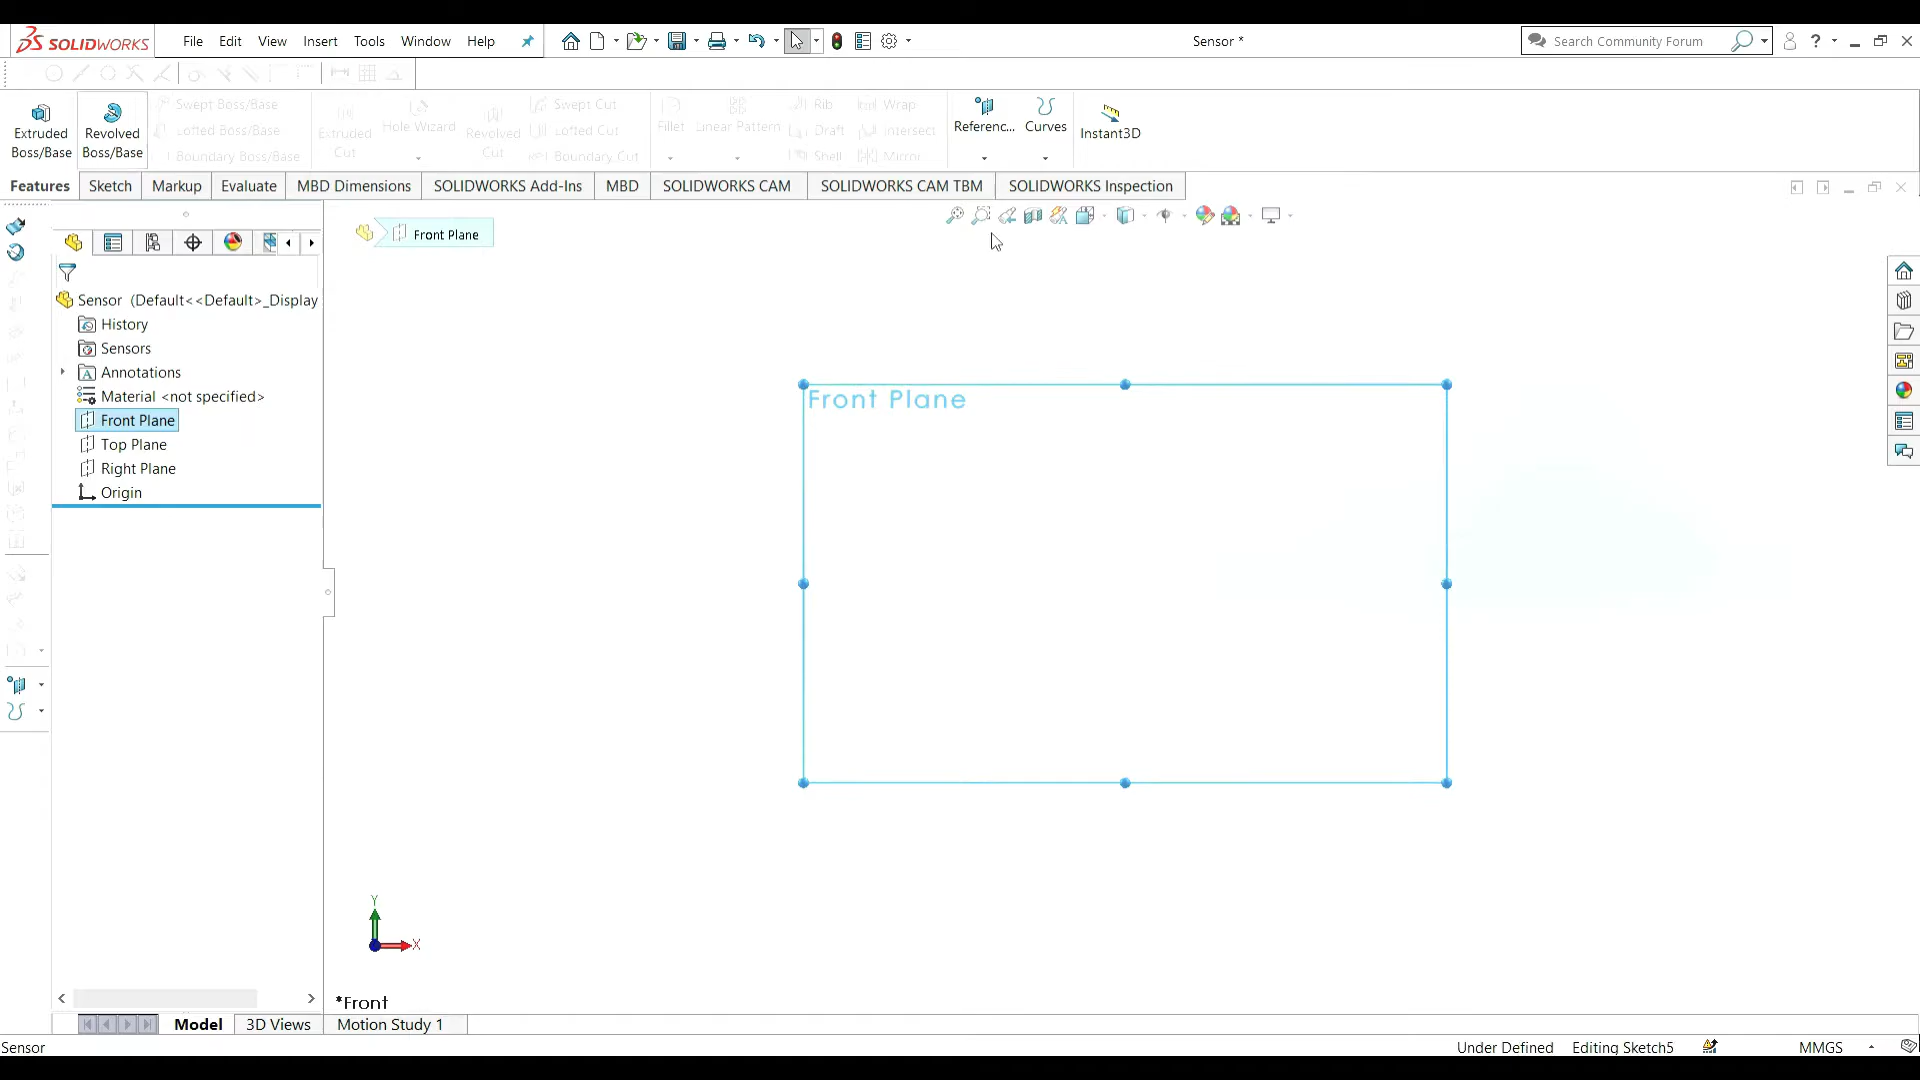 SOLIDWORKS
File Edit View Insert Tools Window Help
Sensor *
Search Community Forum
?
Extruded Boss/Base
Revolved Boss/Base
Swept Boss/Base
Lofted Boss/Base
Boundary Boss/Base
Extruded Cut
Hole Wizard
Revolved Cut
Swept Cut
Lofted Cut
Boundary Cut
Fillet
Linear Pattern
Rib
Draft
Shell
Wrap
Intersect
Mirror
Referenc...
Curves
Instant3D
Features Sketch Markup Evaluate MBD Dimensions SOLIDWORKS Add-Ins MBD SOLIDWORKS CAM SOLIDWORKS CAM TBM SOLIDWORKS Inspection
Front Plane
Sensor (Default<<Default>_Display
History
Sensors
Annotations
Material <not specified>
Front Plane
Top Plane
Right Plane
Origin
Front Plane
Y
X
*Front
Model 3D Views Motion Study 1
Sensor
Under Defined Editing Sketch5 MMGS